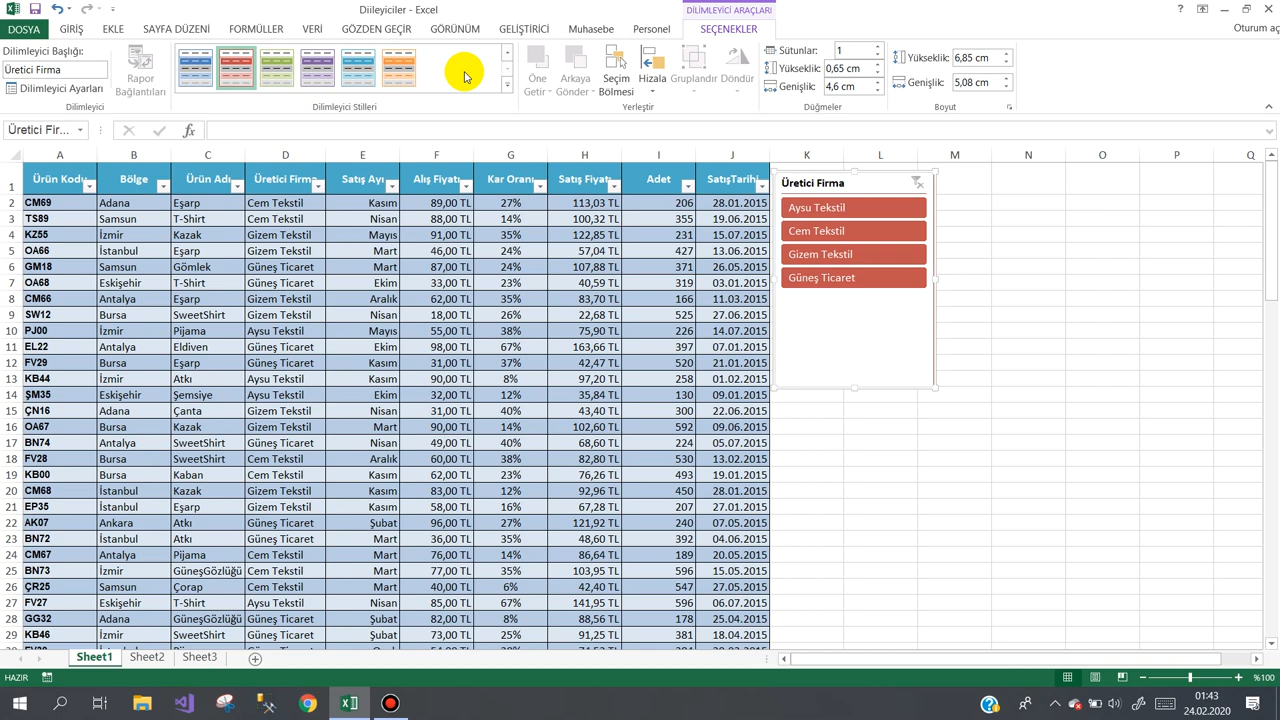 Diileyiciler - Excel
DİLİMLEYİCİ ARAÇLARI
Oturum aç
DOSYA GİRİŞ EKLE SAYFA DÜZENİ FORMÜLLER VERİ GÖZDEN GEÇİR GÖRÜNÜM GELİŞTİRİCİ Muhasebe Personel SEÇENEKLER
Dilimleyici Başlığı:
Üretici Firma
Dilimleyici Ayarları
Rapor Bağlantıları
Öne Getir
Arkaya Gönder
Seçim Bölmesi
Hizala
Gruplandır
Döndür
Sütunlar: 1
Yükseklik: 0,65 cm
Genişlik: 4,6 cm
Yükseklik: 6,85 cm
Genişlik: 5,08 cm
Dilimleyici Dilimleyici Stilleri Yerleştir Düğmeler Boyut
Üretici Fir... fx
A B C D E F G H I J K L M N O P Q
1 Ürün Kodu Bölge Ürün Adı Üretici Firma Satış Ayı Alış Fiyatı Kar Oranı Satış Fiyatı Adet SatışTarihi
2 CM69 Adana Eşarp Cem Tekstil Kasım 89,00 TL 27% 113,03 TL 206 28.01.2015
3 TS89 Samsun T-Shirt Cem Tekstil Nisan 88,00 TL 14% 100,32 TL 355 19.06.2015
4 KZ55 İzmir Kazak Gizem Tekstil Mayıs 91,00 TL 35% 122,85 TL 231 15.07.2015
5 OA66 İstanbul Eşarp Gizem Tekstil Mart 46,00 TL 24% 57,04 TL 427 13.06.2015
6 GM18 Samsun Gömlek Güneş Ticaret Mart 87,00 TL 24% 107,88 TL 371 26.05.2015
7 OA68 Eskişehir T-Shirt Güneş Ticaret Ekim 33,00 TL 23% 40,59 TL 319 03.01.2015
8 CM66 Antalya Eşarp Gizem Tekstil Aralık 62,00 TL 35% 83,70 TL 166 11.03.2015
9 SW12 Bursa SweetShirt Gizem Tekstil Nisan 18,00 TL 26% 22,68 TL 525 27.06.2015
10 PJ00 İzmir Pijama Aysu Tekstil Mayıs 55,00 TL 38% 75,90 TL 226 14.07.2015
11 EL22 Antalya Eldiven Güneş Ticaret Ekim 98,00 TL 67% 163,66 TL 397 07.01.2015
12 FV29 Bursa Eşarp Güneş Ticaret Kasım 31,00 TL 37% 42,47 TL 520 21.01.2015
13 KB44 İzmir Atkı Aysu Tekstil Mart 90,00 TL 8% 97,20 TL 258 01.02.2015
14 ŞM35 Eskişehir Şemsiye Aysu Tekstil Ekim 32,00 TL 12% 35,84 TL 130 09.01.2015
15 ÇN16 Adana Çanta Gizem Tekstil Nisan 31,00 TL 40% 43,40 TL 300 22.06.2015
16 OA67 Bursa Kazak Gizem Tekstil Mart 90,00 TL 14% 102,60 TL 592 09.06.2015
17 BN74 Antalya SweetShirt Güneş Ticaret Nisan 49,00 TL 40% 68,60 TL 224 05.07.2015
18 FV28 Bursa SweetShirt Cem Tekstil Aralık 60,00 TL 38% 82,80 TL 530 13.02.2015
19 KB00 Bursa Kaban Cem Tekstil Kasım 62,00 TL 23% 76,26 TL 493 19.01.2015
20 CM68 İstanbul Kazak Gizem Tekstil Kasım 83,00 TL 12% 92,96 TL 450 28.01.2015
21 EP35 İstanbul Eşarp Gizem Tekstil Kasım 58,00 TL 16% 67,28 TL 207 27.01.2015
22 AK07 Ankara Atkı Güneş Ticaret Şubat 96,00 TL 27% 121,92 TL 240 07.05.2015
23 BN72 İstanbul Atkı Güneş Ticaret Mart 36,00 TL 35% 48,60 TL 392 04.06.2015
24 CM67 Antalya Pijama Cem Tekstil Mart 76,00 TL 14% 86,64 TL 189 20.05.2015
25 BN73 İzmir GüneşGözlüğü Cem Tekstil Mart 77,00 TL 35% 103,95 TL 596 15.05.2015
26 ÇR25 Samsun Çorap Cem Tekstil Şubat 40,00 TL 6% 42,40 TL 547 27.05.2015
27 FV27 Eskişehir T-Shirt Aysu Tekstil Nisan 85,00 TL 67% 141,95 TL 596 06.07.2015
28 GG32 Adana GüneşGözlüğü Güneş Ticaret Şubat 82,00 TL 8% 88,56 TL 178 25.04.2015
29 KB46 İzmir SweetShirt Güneş Ticaret Şubat 73,00 TL 25% 91,25 TL 381 18.04.2015
Üretici Firma
Aysu Tekstil
Cem Tekstil
Gizem Tekstil
Güneş Ticaret
Sheet1 Sheet2 Sheet3
HAZIR %100
01:43
24.02.2020